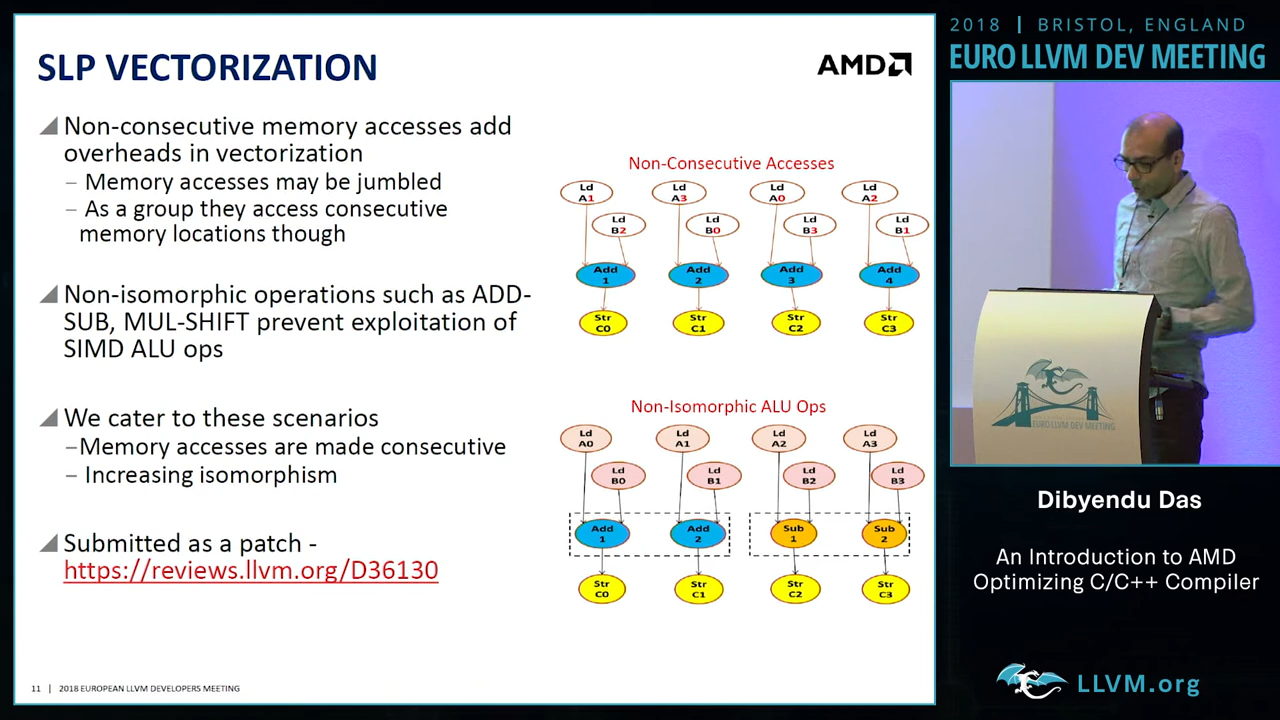 SLP VECTORIZATION
AMD
Non-consecutive memory accesses add
overheads in vectorization
– Memory accesses may be jumbled
– As a group they access consecutive
memory locations though
Non-isomorphic operations such as ADD-
SUB, MUL-SHIFT prevent exploitation of
SIMD ALU ops
We cater to these scenarios
–Memory accesses are made consecutive
– Increasing isomorphism
Submitted as a patch -
https://reviews.llvm.org/D36130
Non-Consecutive Accesses
Ld A1 Ld A3 Ld A0 Ld A2
Ld B2 Ld B0 Ld B3 Ld B1
Add 1 Add 2 Add 3 Add 4
Str C0 Str C1 Str C2 Str C3
Non-Isomorphic ALU Ops
Ld A0 Ld A1 Ld A2 Ld A3
Ld B0 Ld B1 Ld B2 Ld B3
Add 1 Add 2 Sub 1 Sub 2
Str C0 Str C1 Str C2 Str C3
11 | 2018 EUROPEAN LLVM DEVELOPERS MEETING
2018 | BRISTOL, ENGLAND
EURO LLVM DEV MEETING
EURO LLVM DEV MEETING
Dibyendu Das
An Introduction to AMD
Optimizing C/C++ Compiler
LLVM.org